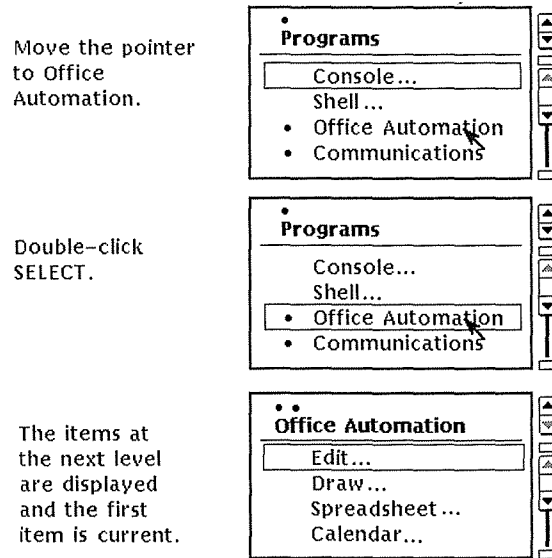 Move the pointer
to Office
Automation.
•
Programs
Console...
Shell...
• Office Automation
• Communications
Double-click
SELECT.
•
Programs
Console...
Shell...
• Office Automation
• Communications
The items at
the next level
are displayed
and the first
item is current.
• •
Office Automation
Edit...
Draw...
Spreadsheet...
Calendar...